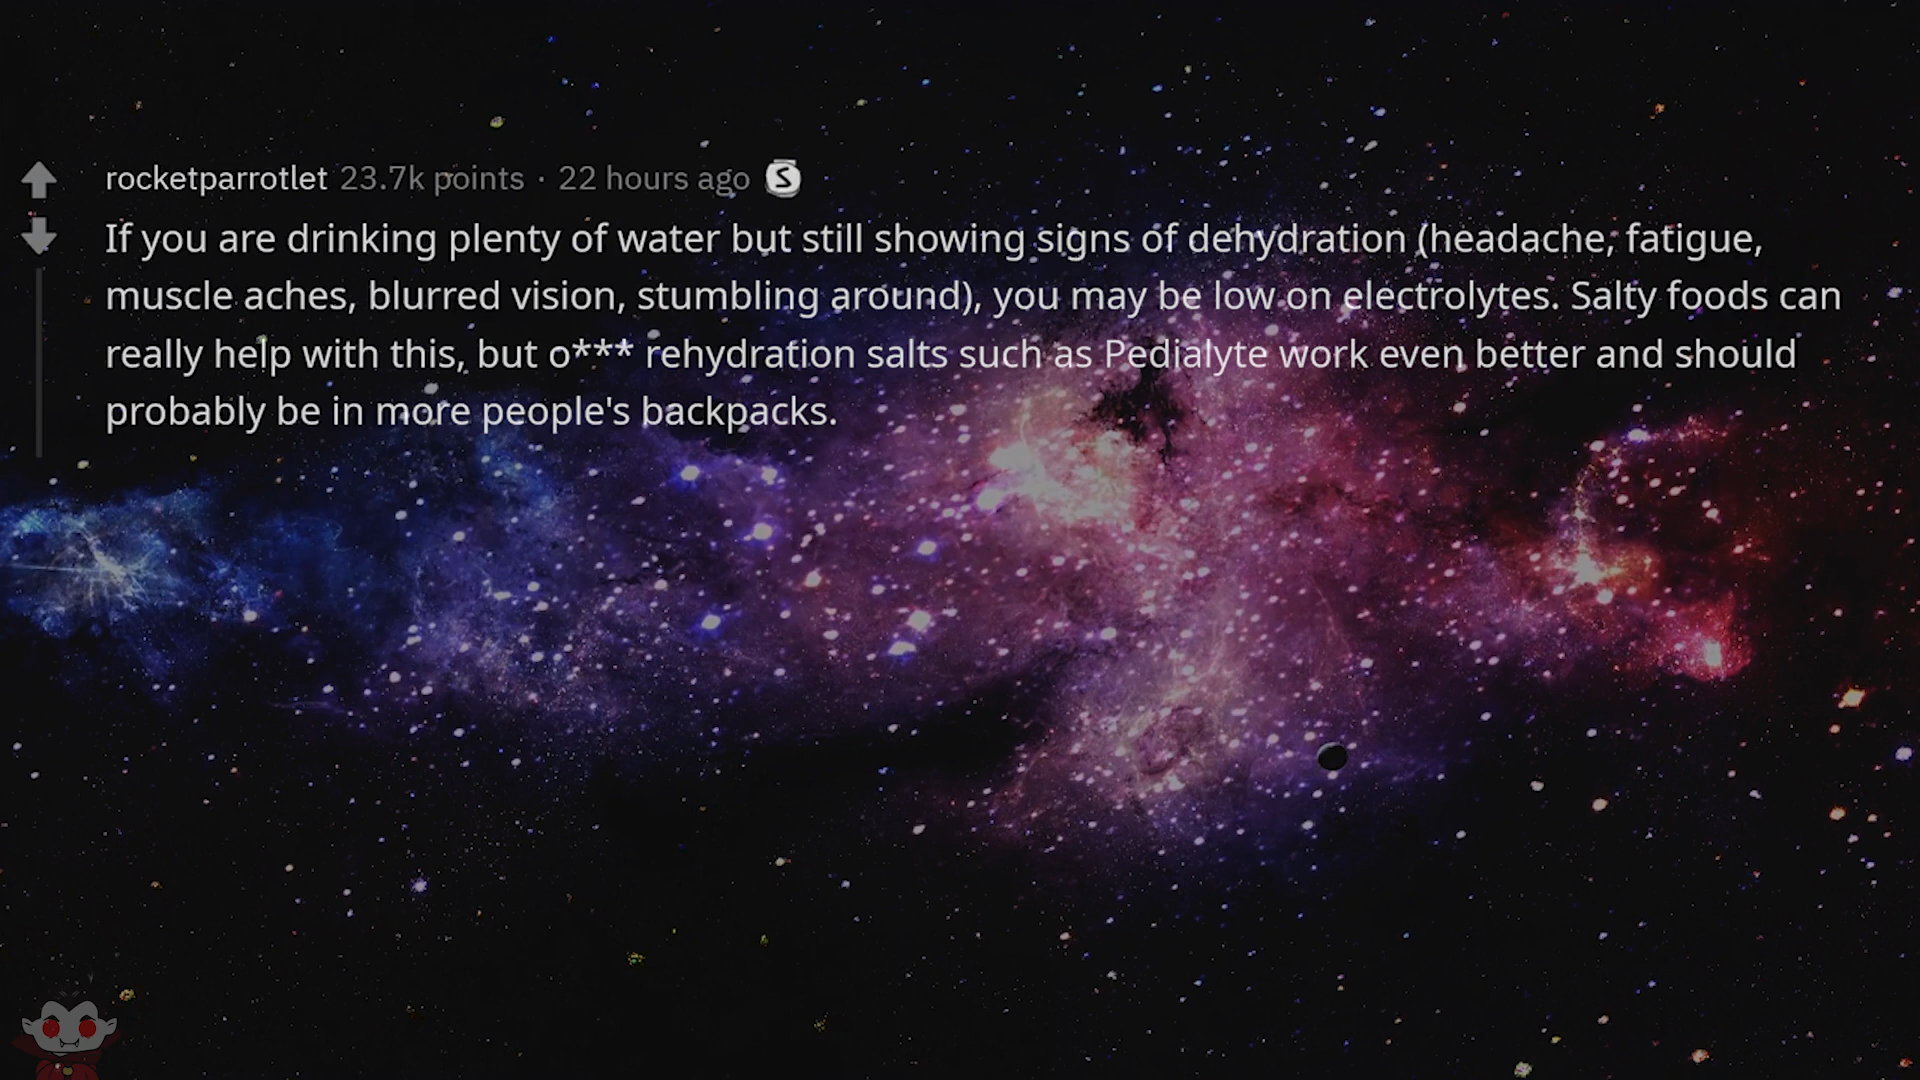 rocketparrotlet 23.7k points · 22 hours ago S
If you are drinking plenty of water but still showing signs of dehydration (headache, fatigue,
muscle aches, blurred vision, stumbling around), you may be low on electrolytes. Salty foods can
really help with this, but o*** rehydration salts such as Pedialyte work even better and should
probably be in more people's backpacks.